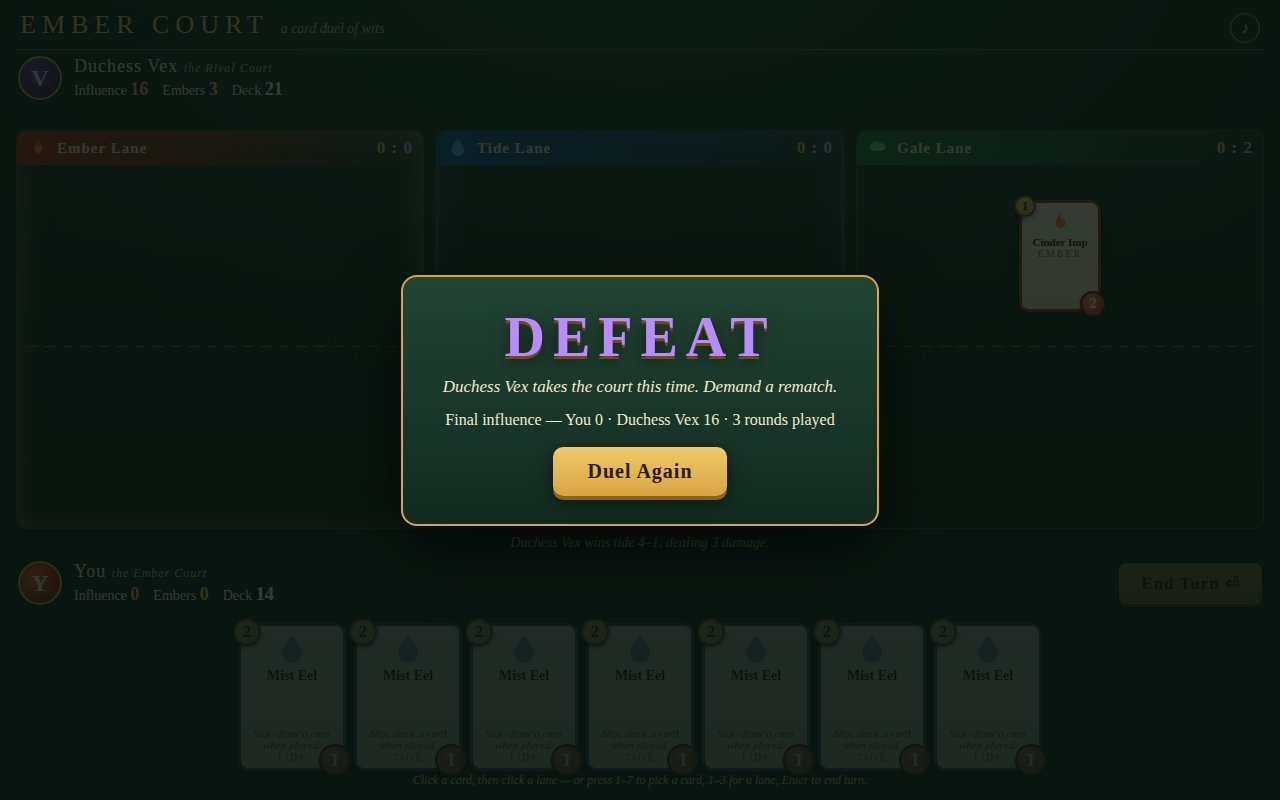 EMBER COURT a card duel of wits
♪
V
Duchess Vex the Rival Court
Influence 16 Embers 3 Deck 21
Ember Lane 0 : 0
Tide Lane 0 : 0
Gale Lane 0 : 2
1
Cinder Imp
EMBER
2
DEFEAT
Duchess Vex takes the court this time. Demand a rematch.
Final influence — You 0 · Duchess Vex 16 · 3 rounds played
Duel Again
Duchess Vex wins tide 4–1, dealing 3 damage.
Y
You the Ember Court
Influence 0 Embers 0 Deck 14
End Turn ⏎
2
Mist Eel
Slip: draw a card
when played.
TIDE
1
2
Mist Eel
Slip: draw a card
when played.
TIDE
1
2
Mist Eel
Slip: draw a card
when played.
TIDE
1
2
Mist Eel
Slip: draw a card
when played.
TIDE
1
2
Mist Eel
Slip: draw a card
when played.
TIDE
1
2
Mist Eel
Slip: draw a card
when played.
TIDE
1
2
Mist Eel
Slip: draw a card
when played.
TIDE
1
Click a card, then click a lane — or press 1–7 to pick a card, 1–3 for a lane, Enter to end turn.